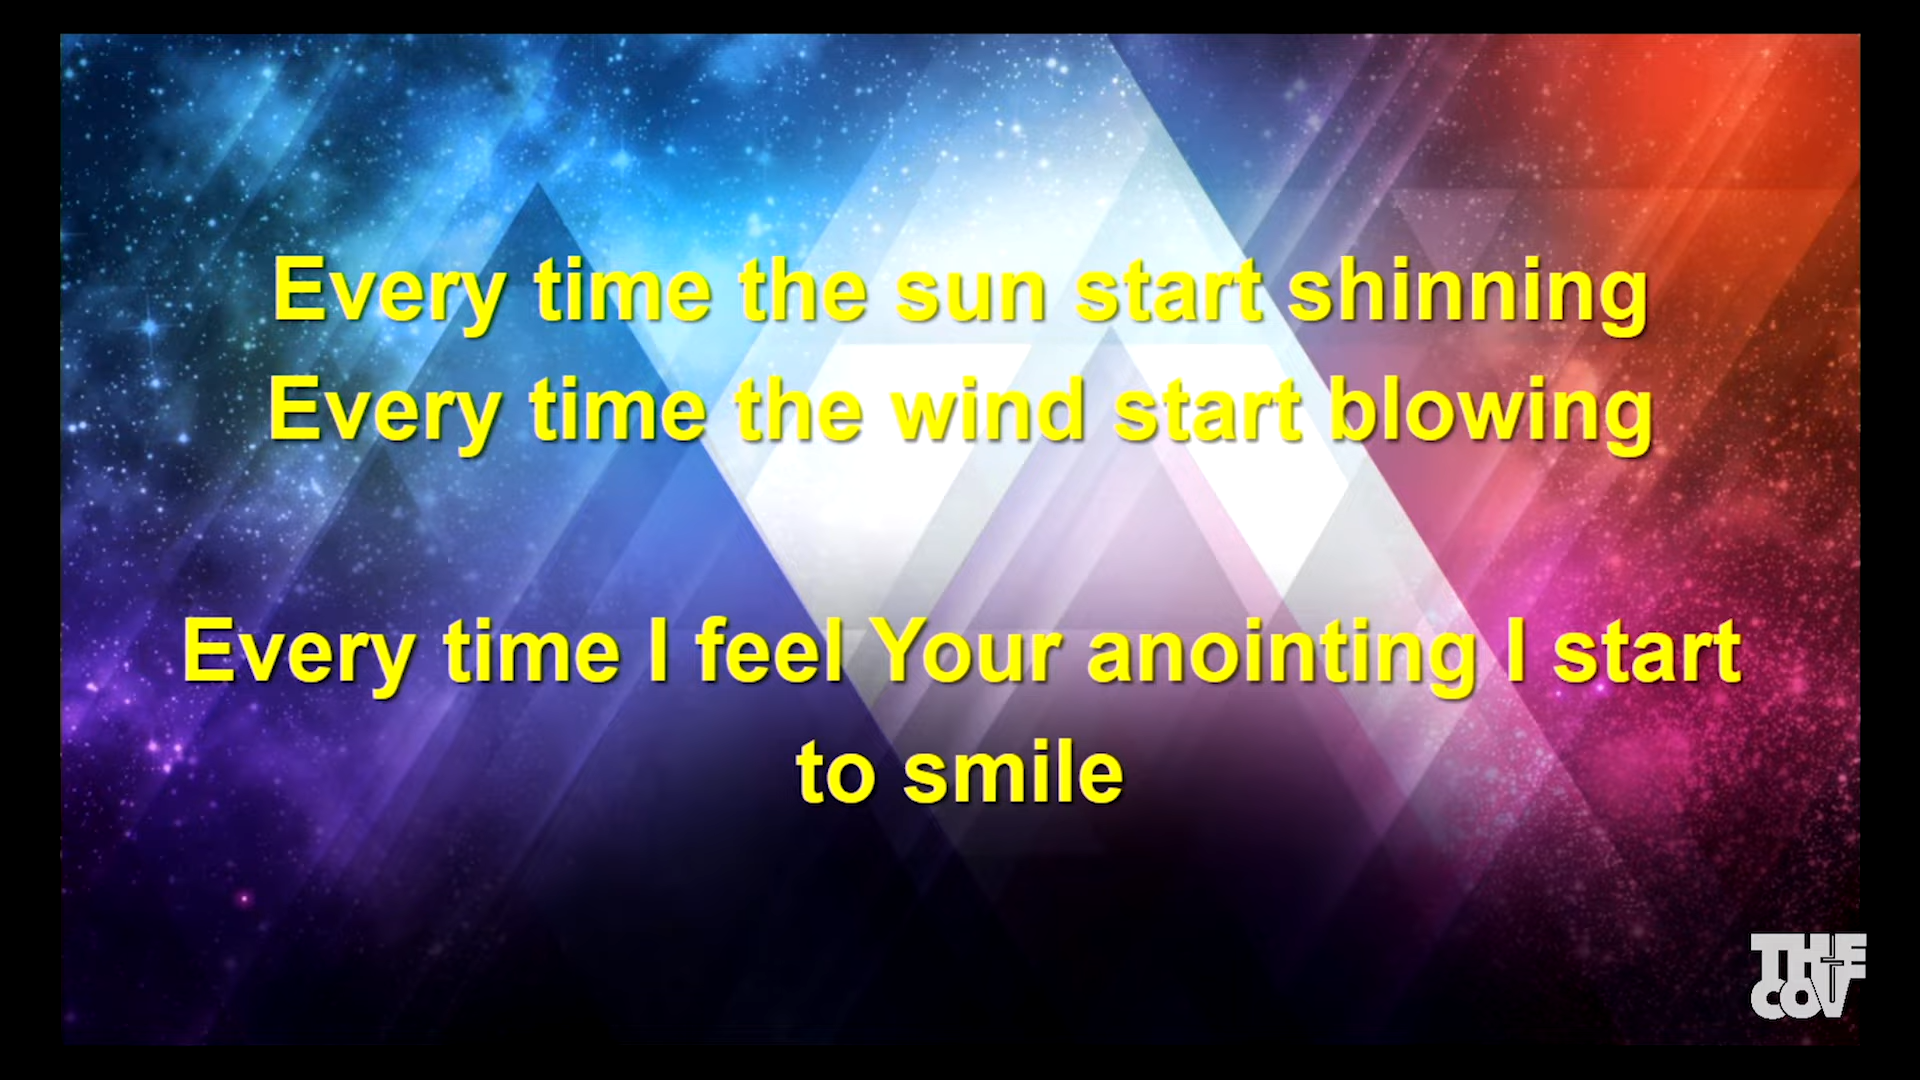 Every time the sun start shinning
Every time the wind start blowing
Every time I feel Your anointing I start
to smile
THE
COV